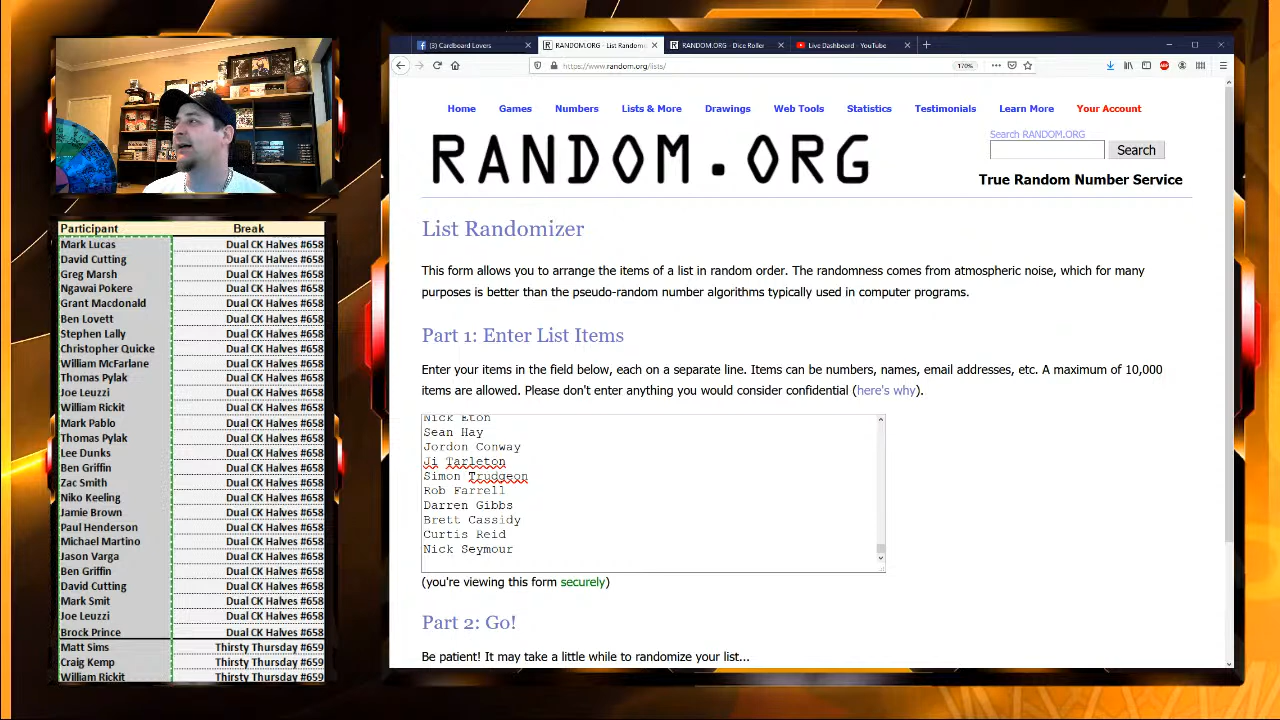 (3) Cardboard Lovers
RANDOM.ORG - List Randomi
RANDOM.ORG - Dice Roller
Live Dashboard - YouTube
https://www.random.org/lists/
170%
Home Games Numbers Lists & More Drawings Web Tools Statistics Testimonials Learn More Your Account
RANDOM.ORG
Search RANDOM.ORG
Search
True Random Number Service
List Randomizer
This form allows you to arrange the items of a list in random order. The randomness comes from atmospheric noise, which for many
purposes is better than the pseudo-random number algorithms typically used in computer programs.
Part 1: Enter List Items
Enter your items in the field below, each on a separate line. Items can be numbers, names, email addresses, etc. A maximum of 10,000
items are allowed. Please don't enter anything you would consider confidential (here's why).
Nick Eton
Sean Hay
Jordon Conway
Ji Tarleton
Simon Trudgeon
Rob Farrell
Darren Gibbs
Brett Cassidy
Curtis Reid
Nick Seymour
(you're viewing this form securely)
Part 2: Go!
Be patient! It may take a little while to randomize your list...
Participant Break
Mark Lucas Dual CK Halves #658
David Cutting Dual CK Halves #658
Greg Marsh Dual CK Halves #658
Ngawai Pokere Dual CK Halves #658
Grant Macdonald Dual CK Halves #658
Ben Lovett Dual CK Halves #658
Stephen Lally Dual CK Halves #658
Christopher Quicke Dual CK Halves #658
William McFarlane Dual CK Halves #658
Thomas Pylak Dual CK Halves #658
Joe Leuzzi Dual CK Halves #658
William Rickit Dual CK Halves #658
Mark Pablo Dual CK Halves #658
Thomas Pylak Dual CK Halves #658
Lee Dunks Dual CK Halves #658
Ben Griffin Dual CK Halves #658
Zac Smith Dual CK Halves #658
Niko Keeling Dual CK Halves #658
Jamie Brown Dual CK Halves #658
Paul Henderson Dual CK Halves #658
Michael Martino Dual CK Halves #658
Jason Varga Dual CK Halves #658
Ben Griffin Dual CK Halves #658
David Cutting Dual CK Halves #658
Mark Smit Dual CK Halves #658
Joe Leuzzi Dual CK Halves #658
Brock Prince Dual CK Halves #658
Matt Sims Thirsty Thursday #659
Craig Kemp Thirsty Thursday #659
William Rickit Thirsty Thursday #659